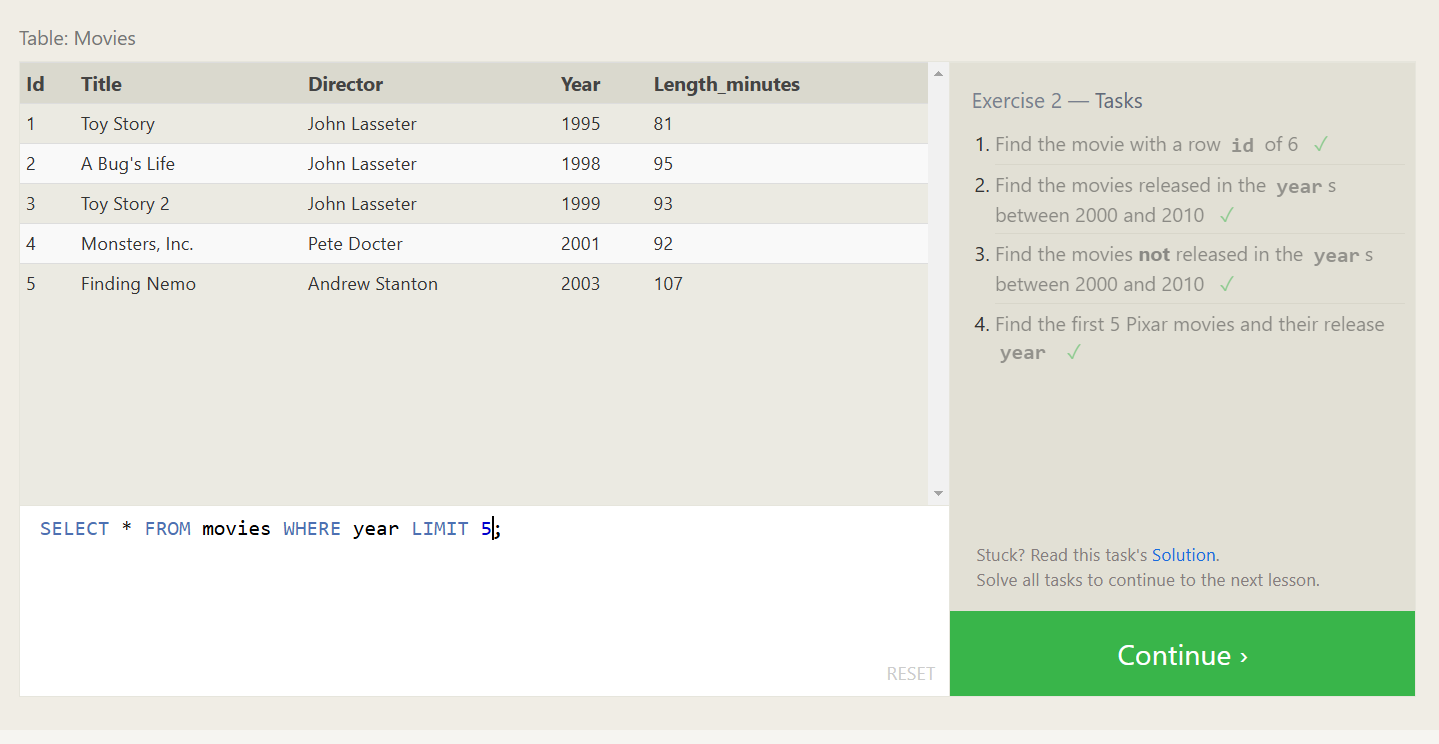 Table: Movies
Id Title Director Year Length_minutes
1 Toy Story John Lasseter 1995 81
2 A Bug's Life John Lasseter 1998 95
3 Toy Story 2 John Lasseter 1999 93
4 Monsters, Inc. Pete Docter 2001 92
5 Finding Nemo Andrew Stanton 2003 107
SELECT * FROM movies WHERE year LIMIT 5;
RESET
Exercise 2 — Tasks
1. Find the movie with a row id of 6 ✓
2. Find the movies released in the year s
between 2000 and 2010 ✓
3. Find the movies not released in the year s
between 2000 and 2010 ✓
4. Find the first 5 Pixar movies and their release
year ✓
Stuck? Read this task's Solution.
Solve all tasks to continue to the next lesson.
Continue ›